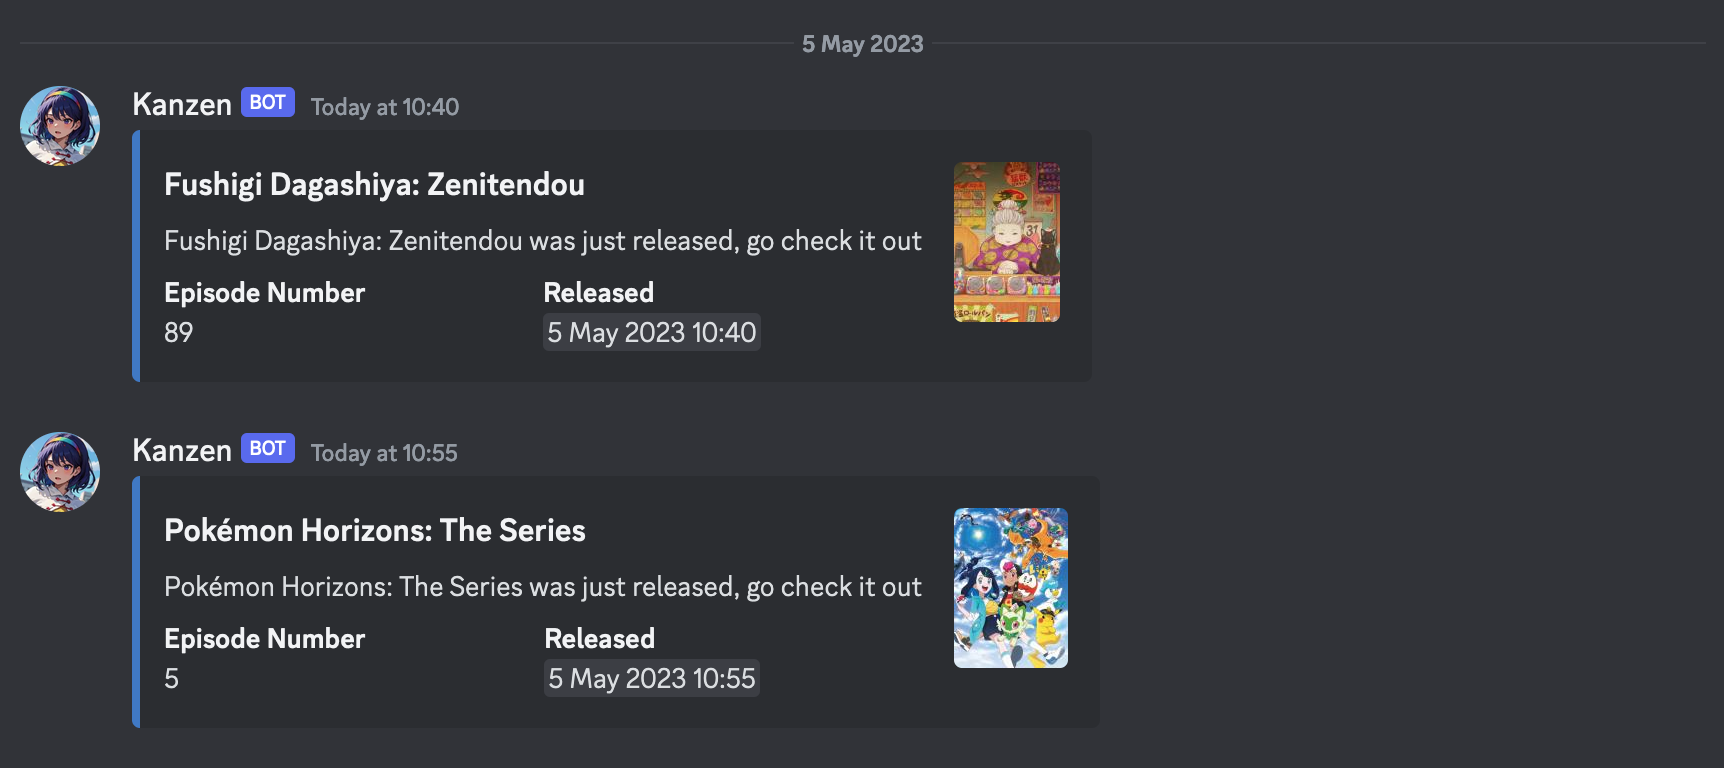 5 May 2023
Kanzen BOT Today at 10:40
Fushigi Dagashiya: Zenitendou
Fushigi Dagashiya: Zenitendou was just released, go check it out
Episode Number Released
89 5 May 2023 10:40
31
Kanzen BOT Today at 10:55
Pokémon Horizons: The Series
Pokémon Horizons: The Series was just released, go check it out
Episode Number Released
5 5 May 2023 10:55